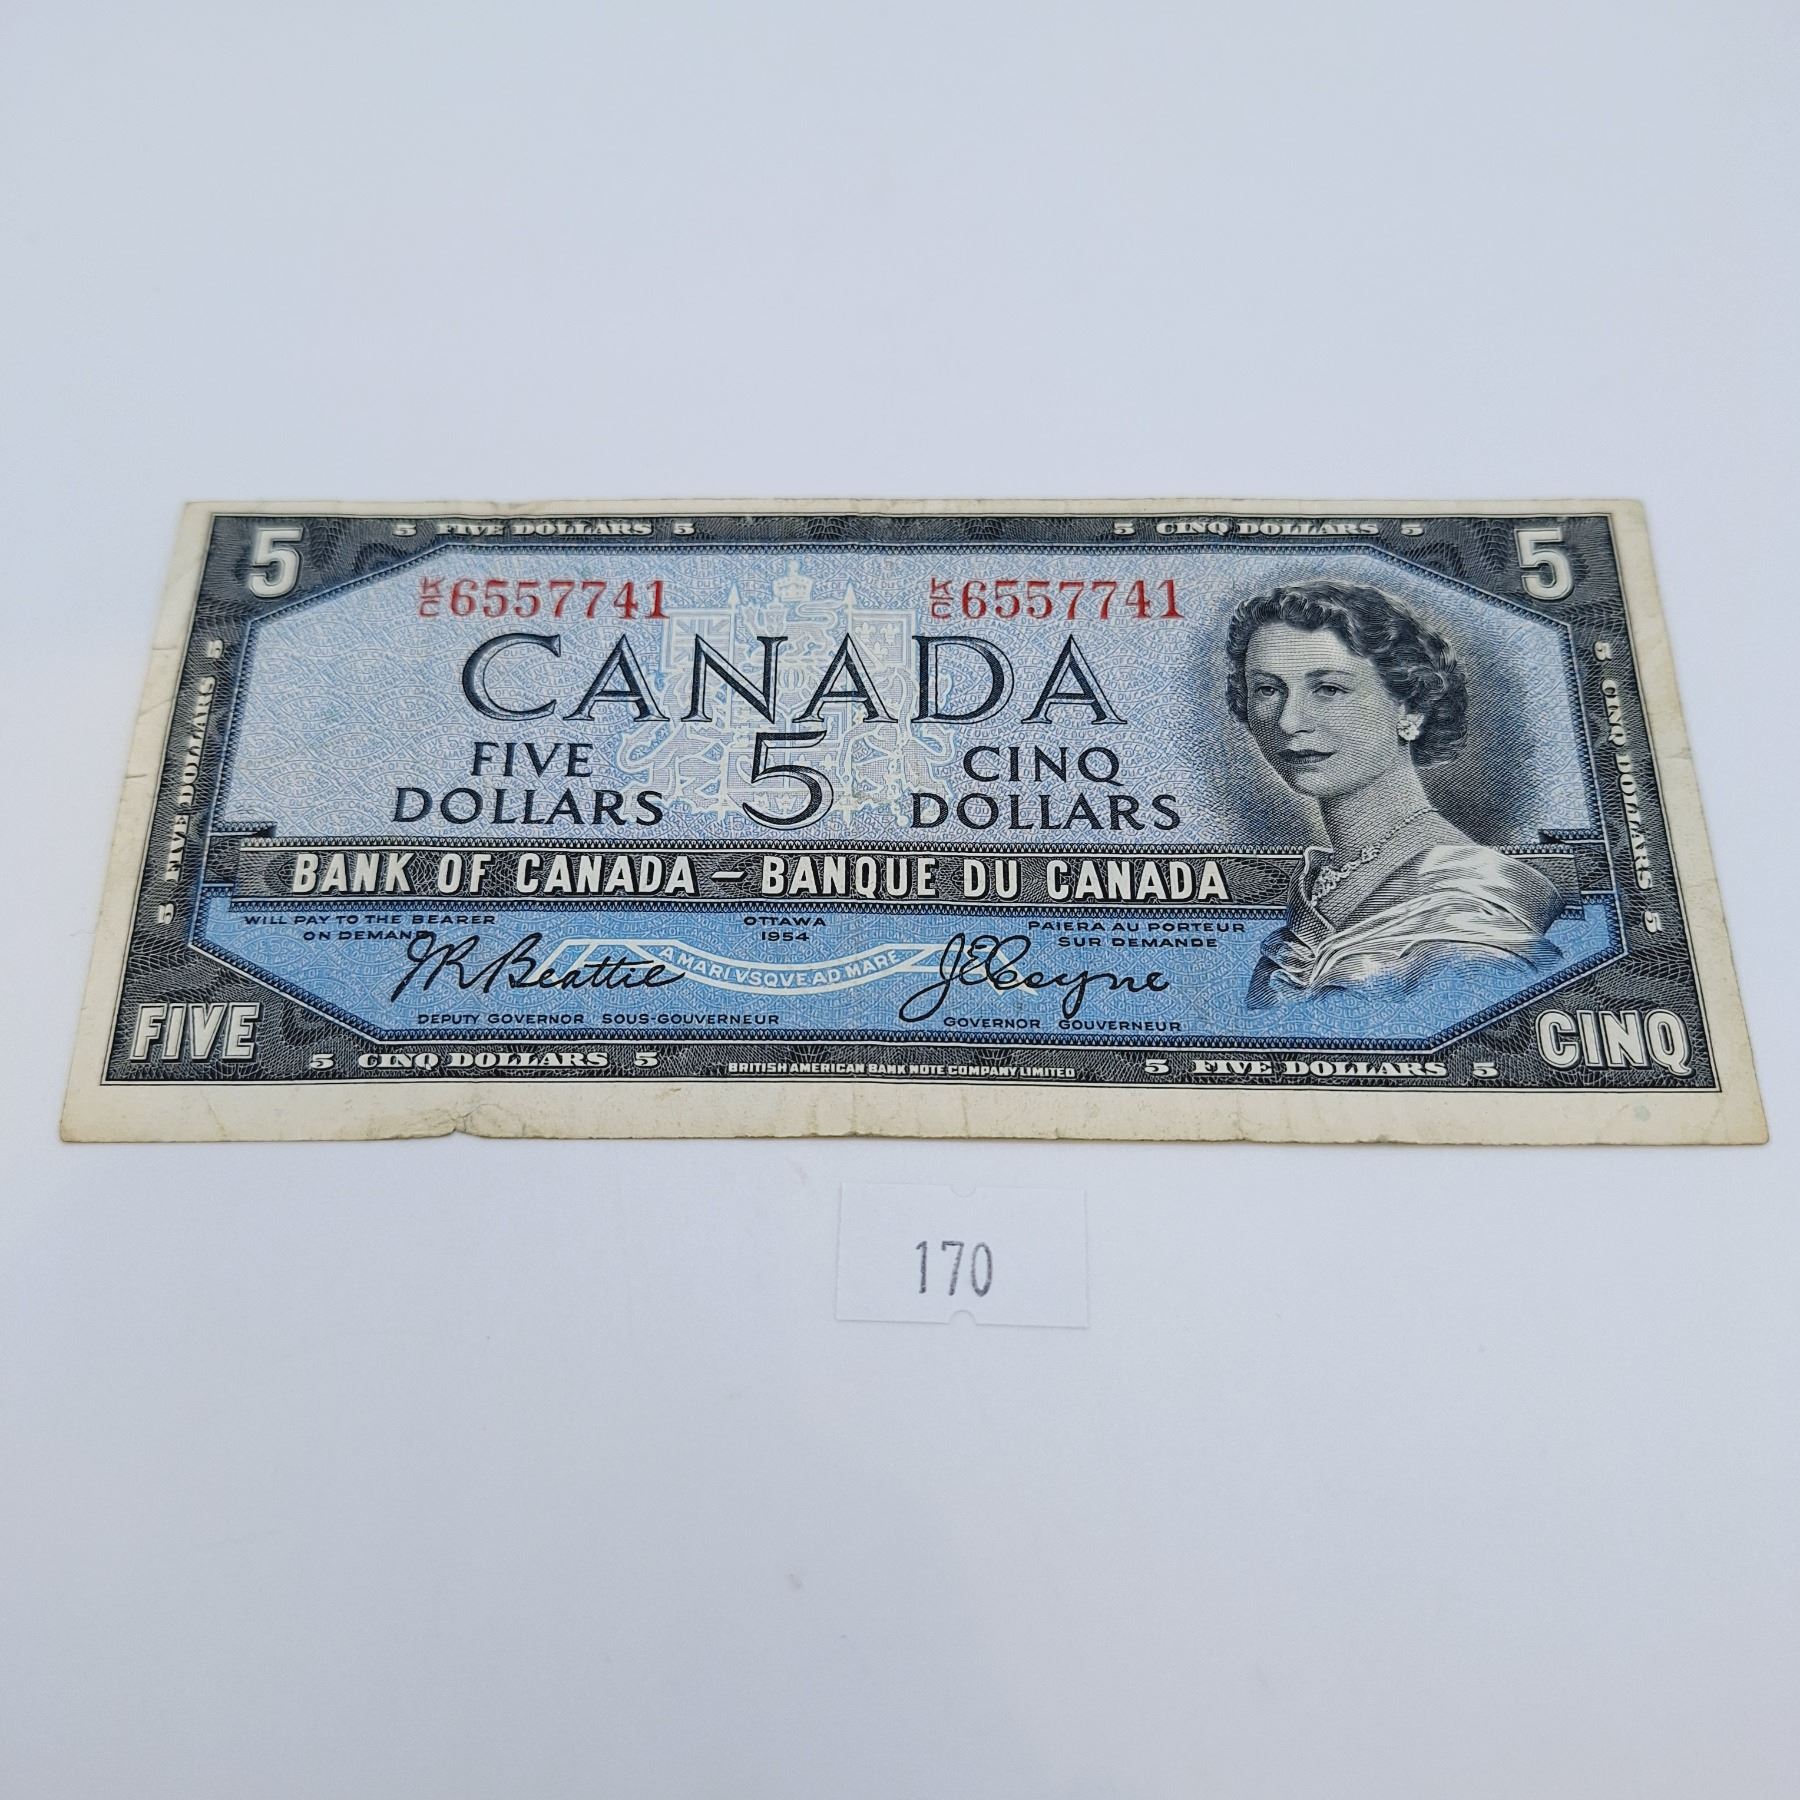 5 5 FIVE DOLLARS 5 5 CINQ DOLLARS 5 5
6557741 6557741
CANADA
FIVE 5 CINQ
DOLLARS DOLLARS
5 FIVE DOLLARS 5
5 CINQ DOLLARS 5
BANK OF CANADA – BANQUE DU CANADA
WILL PAY TO THE BEARER OTTAWA PAIERA AU PORTEUR
ON DEMAND 1954 SUR DEMANDE
A MARI VSQVE AD MARE
J.R. Beattie J.E. Coyne
DEPUTY GOVERNOR SOUS-GOUVERNEUR GOVERNOR GOUVERNEUR
FIVE CINQ
5 CINQ DOLLARS 5 BRITISH AMERICAN BANK NOTE COMPANY LIMITED 5 FIVE DOLLARS 5
170